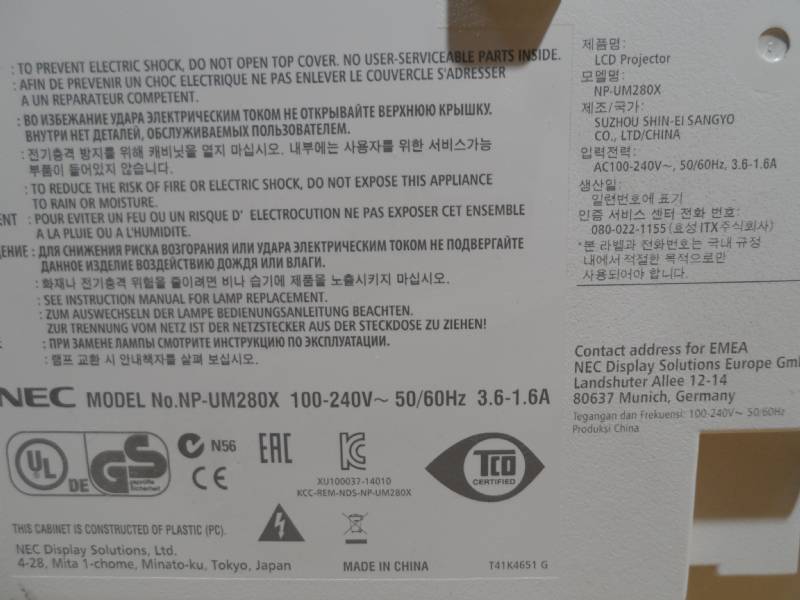 : TO PREVENT ELECTRIC SHOCK, DO NOT OPEN TOP COVER. NO USER-SERVICEABLE PARTS INSIDE.
: AFIN DE PREVENIR UN CHOC ELECTRIQUE NE PAS ENLEVER LE COUVERCLE S'ADRESSER
A UN REPARATEUR COMPETENT.
: ВО ИЗБЕЖАНИЕ УДАРА ЭЛЕКТРИЧЕСКИМ ТОКОМ НЕ ОТКРЫВАЙТЕ ВЕРХНЮЮ КРЫШКУ.
ВНУТРИ НЕТ ДЕТАЛЕЙ, ОБСЛУЖИВАЕМЫХ ПОЛЬЗОВАТЕЛЕМ.
: 전기충격 방지를 위해 캐비닛을 열지 마십시오. 내부에는 사용자를 위한 서비스가능
부품이 들어있지 않습니다.
: TO REDUCE THE RISK OF FIRE OR ELECTRIC SHOCK, DO NOT EXPOSE THIS APPLIANCE
TO RAIN OR MOISTURE.
ENT : POUR EVITER UN FEU OU UN RISQUE D' ELECTROCUTION NE PAS EXPOSER CET ENSEMBLE
A LA PLUIE OU A L'HUMIDITE.
ЕНИЕ : ДЛЯ СНИЖЕНИЯ РИСКА ВОЗГОРАНИЯ ИЛИ УДАРА ЭЛЕКТРИЧЕСКИМ ТОКОМ НЕ ПОДВЕРГАЙТЕ
ДАННОЕ ИЗДЕЛИЕ ВОЗДЕЙСТВИЮ ДОЖДЯ ИЛИ ВЛАГИ.
: 화재나 전기충격 위험을 줄이려면 비나 습기에 제품을 노출시키지 마십시오.
: SEE INSTRUCTION MANUAL FOR LAMP REPLACEMENT.
: ZUM AUSWECHSELN DER LAMPE BEDIENUNGSANLEITUNG BEACHTEN.
ZUR TRENNUNG VOM NETZ IST DER NETZSTECKER AUS DER STECKDOSE ZU ZIEHEN!
: ПРИ ЗАМЕНЕ ЛАМПЫ СМОТРИТЕ ИНСТРУКЦИЮ ПО ЭКСПЛУАТАЦИИ.
: 램프 교환 시 안내책자를 살펴 보십시오.
NEC MODEL No.NP-UM280X 100-240V~ 50/60Hz 3.6-1.6A
UL DE GS geprüfte Sicherheit
N56
CE
EAC
KC
XU100037-14010
KCC-REM-NDS-NP-UM280X
TCO
CERTIFIED
THIS CABINET IS CONSTRUCTED OF PLASTIC (PC).
NEC Display Solutions, Ltd.
4-28, Mita 1-chome, Minato-ku, Tokyo, Japan
MADE IN CHINA
T41K4651 G
제품명:
LCD Projector
모델명:
NP-UM280X
제조/국가:
SUZHOU SHIN-EI SANGYO
CO., LTD/CHINA
입력전력:
AC100-240V~, 50/60Hz, 3.6-1.6A
생산일:
일련번호에 표기
인증 서비스 센터 전화 번호:
080-022-1155 (효성 ITX주식회사)
*본 라벨과 전화번호는 국내 규정
내에서 적절한 목적으로만
사용되어야 합니다.
Contact address for EMEA
NEC Display Solutions Europe Gm
Landshuter Allee 12-14
80637 Munich, Germany
Tegangan dan Frekuensi: 100-240V~ 50/60Hz
Produksi China